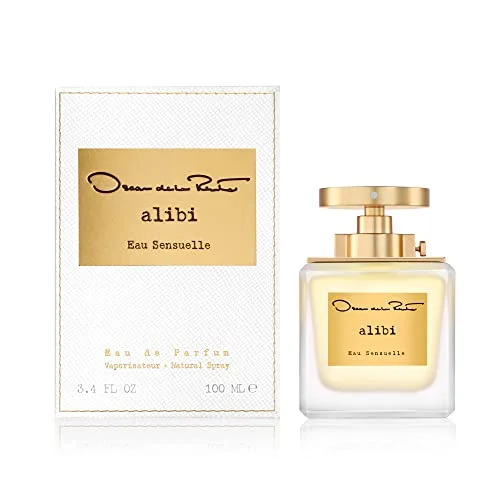 Oscar de la Renta
alibi
Eau Sensuelle
Eau de Parfum
Vaporisateur - Natural Spray
3.4 FL OZ 100 ML ℮
Oscar de la Renta
alibi
Eau Sensuelle